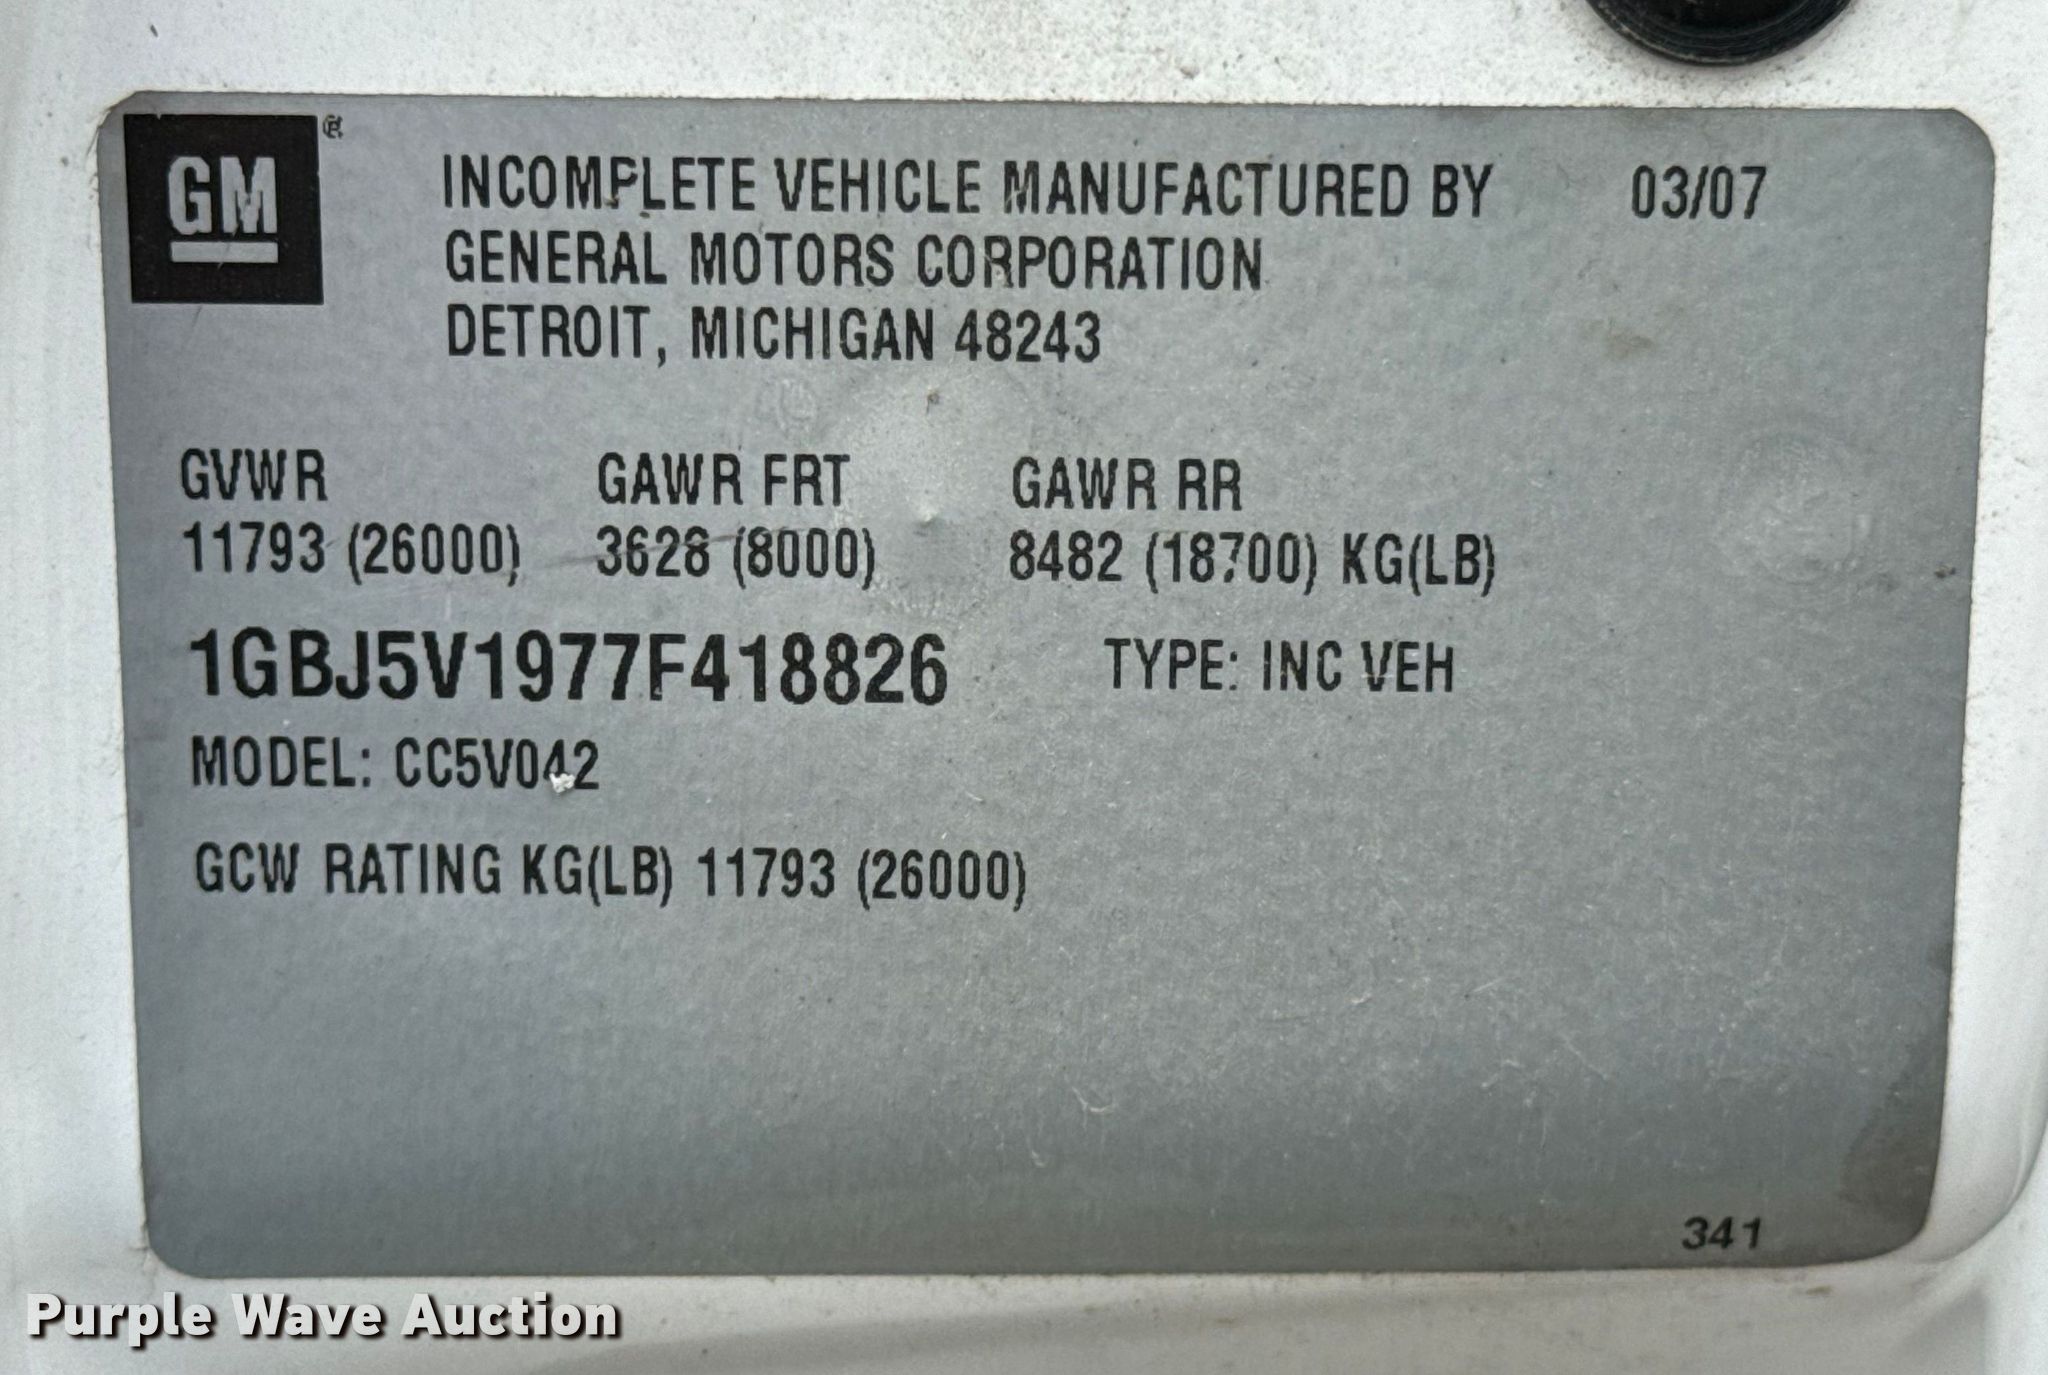 GM ®
INCOMPLETE VEHICLE MANUFACTURED BY 03/07
GENERAL MOTORS CORPORATION
DETROIT, MICHIGAN 48243
GVWR GAWR FRT GAWR RR
11793 (26000) 3628 (8000) 8482 (18700) KG(LB)
1GBJ5V1977F418826 TYPE: INC VEH
MODEL: CC5V042
GCW RATING KG(LB) 11793 (26000)
341
Purple Wave Auction